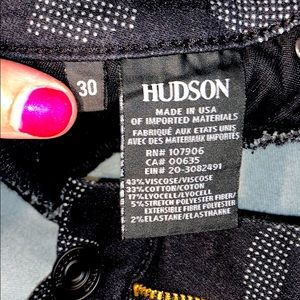 30
HUDSON
MADE IN USA
OF IMPORTED MATERIALS
FABRIQUÉ AUX ETATS UNIS
AVEC DES MATÉRIAUX IMPORTÉS
RN# 107906
CA# 00635
EIN# 20-3082491
43% VISCOSE/VISCOSE
33% COTTON/COTON
17% LYOCELL/LYOCELL
5% STRETCH POLYESTER FIBER/
EXTENSIBLE FIBRE POLYESTER
2% ELASTANE/ELASTHANNE